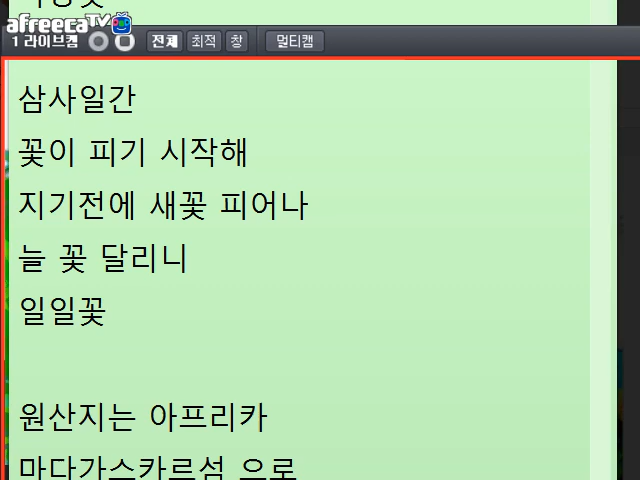 afreecaTV
1 라이브캠 전체 최적 창 멀티캠
삼사일간
꽃이 피기 시작해
지기전에 새꽃 피어나
늘 꽃 달리니
일일꽃
원산지는 아프리카
마다가스카르섬 으로